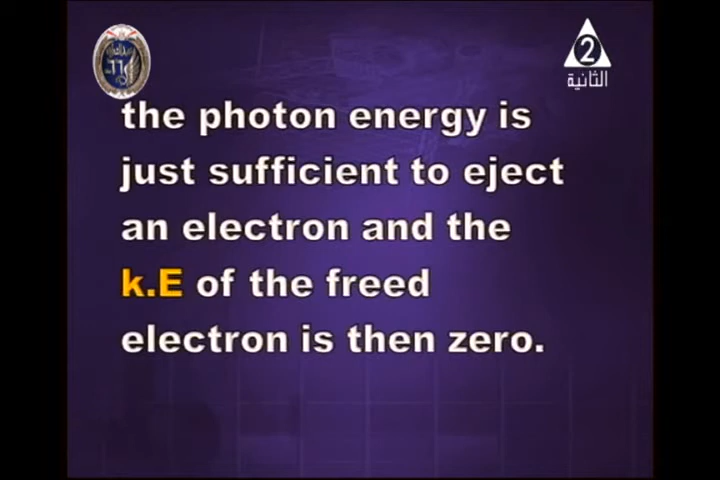 2
الثانية
the photon energy is
just sufficient to eject
an electron and the
k.E of the freed
electron is then zero.